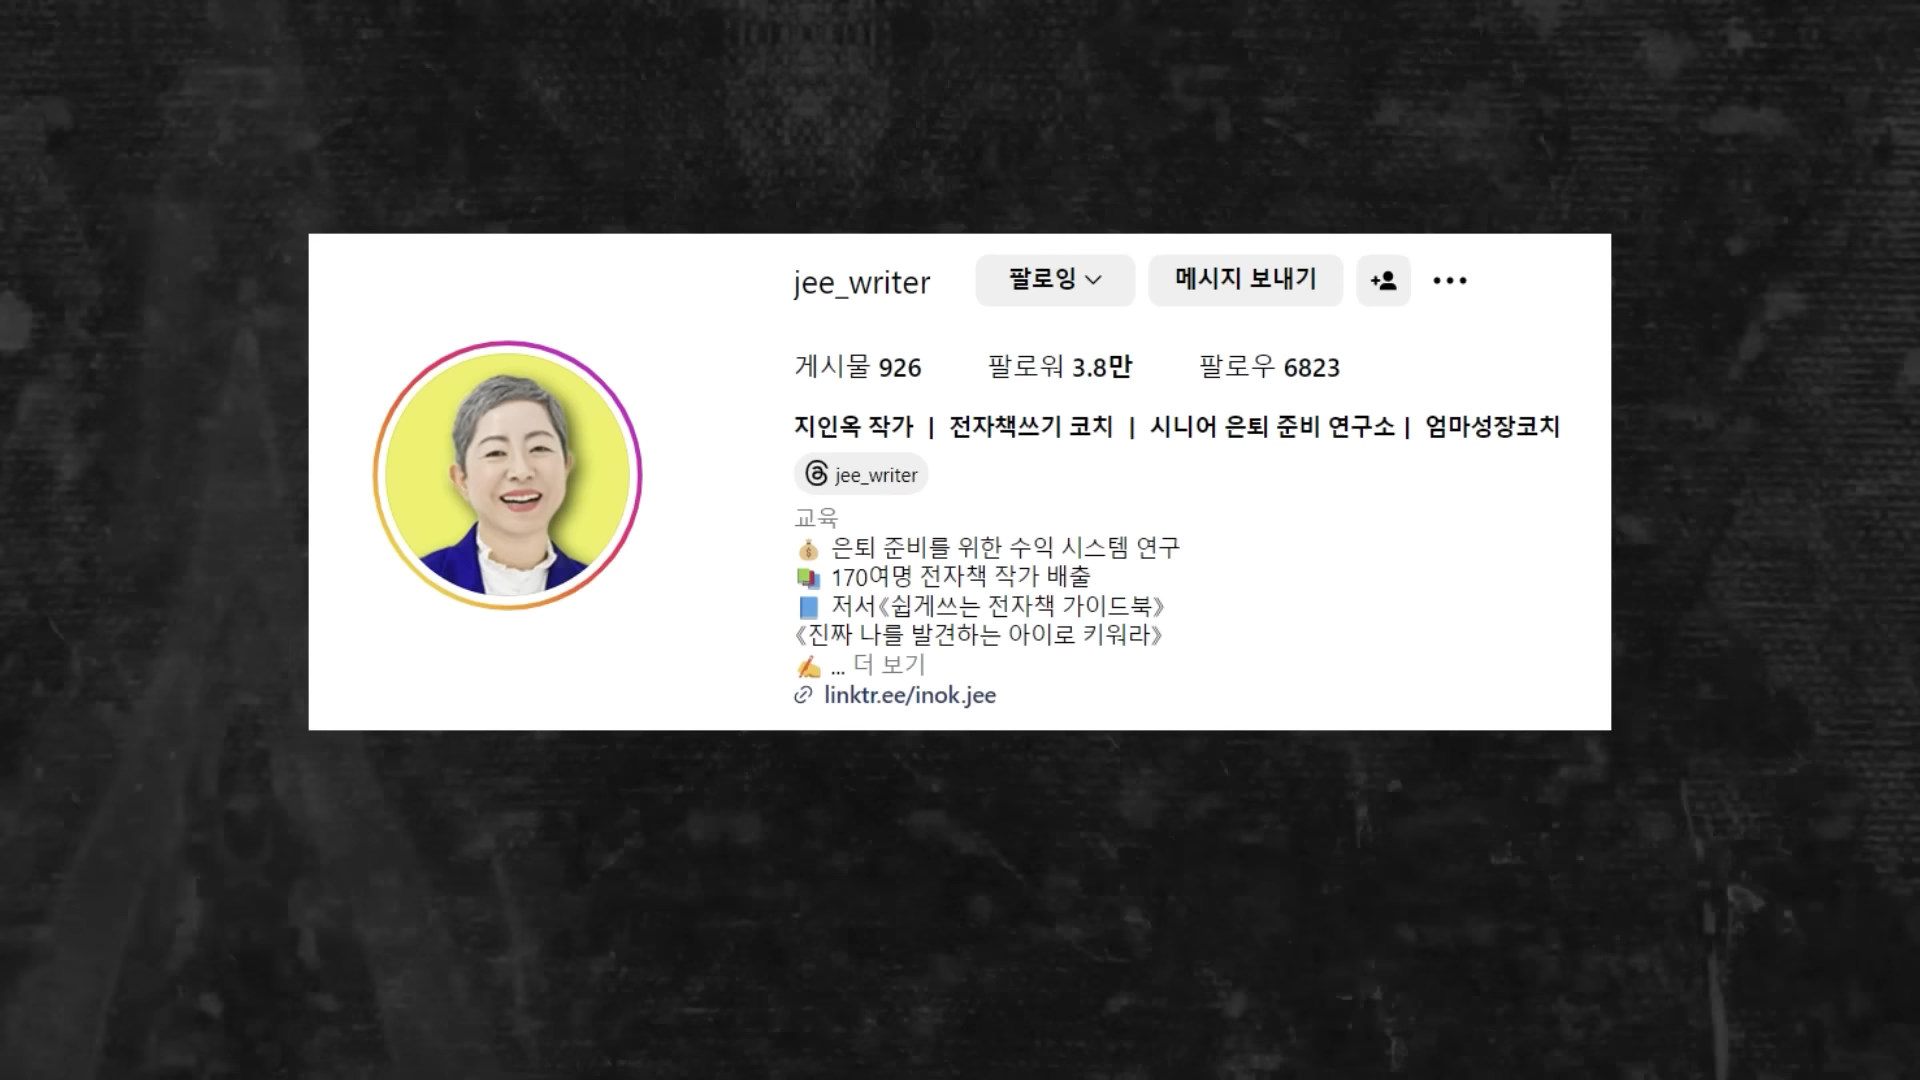 jee_writer 팔로잉 메시지 보내기
게시물 926 팔로워 3.8만 팔로우 6823
지인옥 작가 | 전자책쓰기 코치 | 시니어 은퇴 준비 연구소 | 엄마성장코치
jee_writer
교육
💰 은퇴 준비를 위한 수익 시스템 연구
📚 170여명 전자책 작가 배출
📘 저서《쉽게쓰는 전자책 가이드북》
《진짜 나를 발견하는 아이로 키워라》
✍️ ... 더 보기
linktr.ee/inok.jee